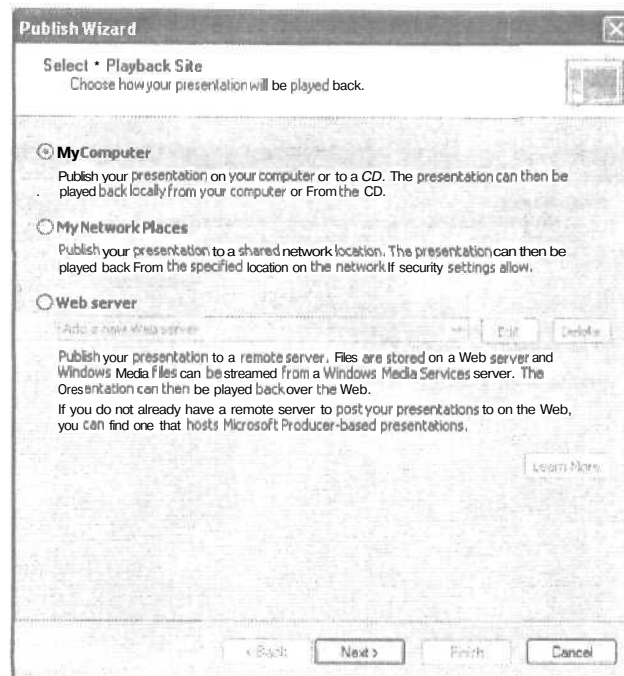 Publish Wizard
Select • Playback Site
Choose how your presentation will be played back.
My Computer
Publish your presentation on your computer or to a CD. The presentation can then be
played back locally from your computer or From the CD.
My Network Places
Publish your presentation to a shared network location. The presentation can then be
played back From the specified location on the network If security settings allow.
Web server
Add a new Web server
Edit
Delete
Publish your presentation to a remote server. Files are stored on a Web server and
Windows Media files can be streamed from a Windows Media Services server. The
Oresentation can then be played back over the Web.
If you do not already have a remote server to post your presentations to on the Web,
you can find one that hosts Microsoft Producer-based presentations.
Learn More
< Back
Next >
Finish
Cancel